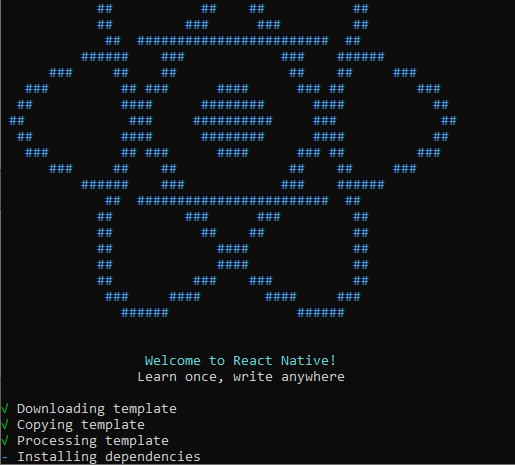 Welcome to React Native!
Learn once, write anywhere
√ Downloading template
√ Copying template
√ Processing template
- Installing dependencies